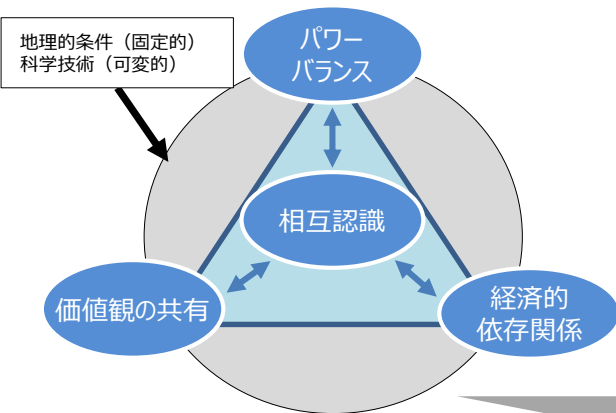 地理的条件（固定的）
科学技術（可変的）
パワー
バランス
相互認識
価値観の共有
経済的
依存関係